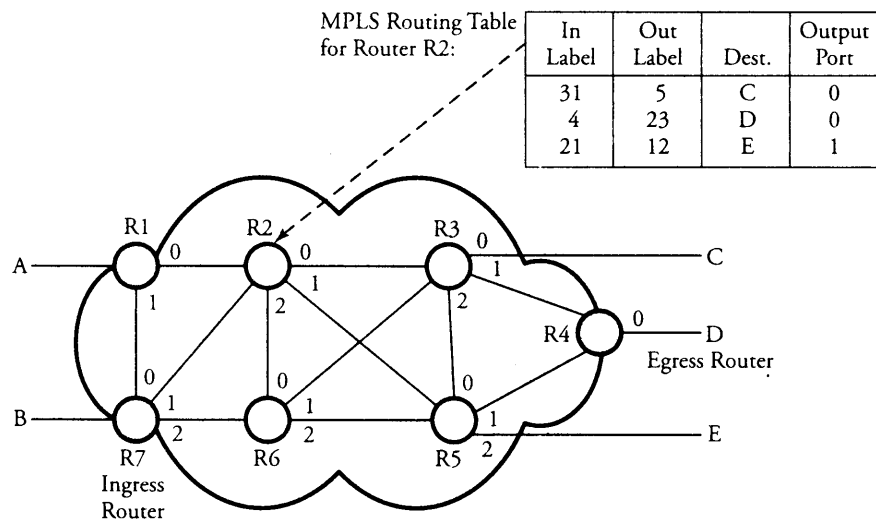 MPLS Routing Table
for Router R2:
In Label Out Label Dest. Output Port
31 5 C 0
4 23 D 0
21 12 E 1
R1 R2 R3
0 0 0
A C
1 1 1
2 2
R4 0 D
Egress Router
0 0 0
B 1 1 1
2 2 2 E
R7 R6 R5
Ingress
Router